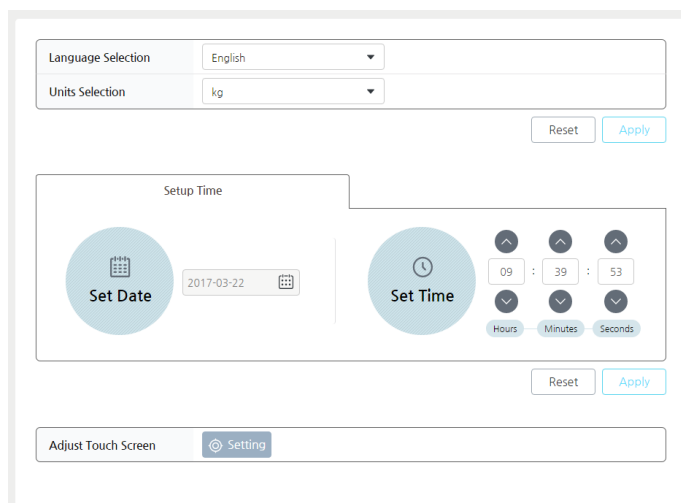 Language Selection English
Units Selection kg
Reset Apply
Setup Time
Set Date 2017-03-22
Set Time 09 : 39 : 53
Hours Minutes Seconds
Reset Apply
Adjust Touch Screen Setting